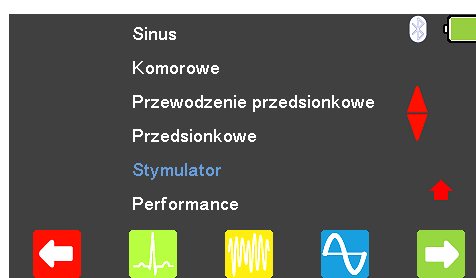 Sinus
Komorowe
Przewodzenie przedsionkowe
Przedsionkowe
Stymulator
Performance